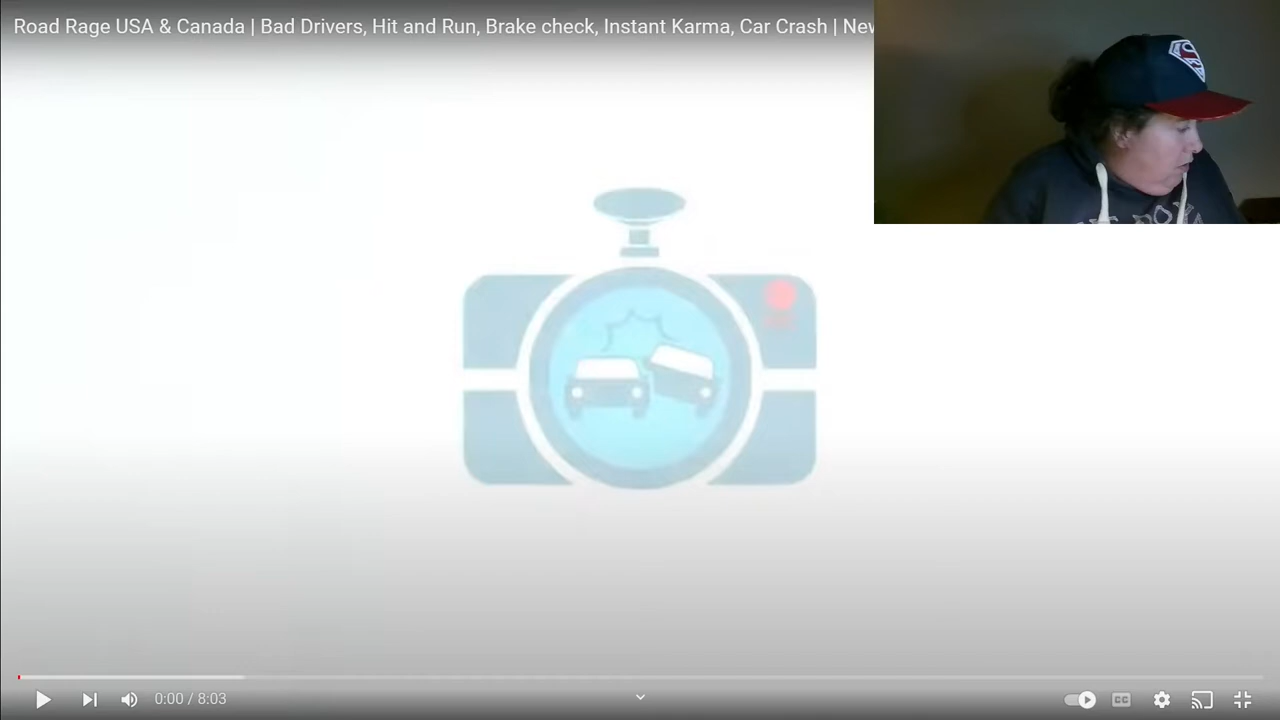 Road Rage USA & Canada | Bad Drivers, Hit and Run, Brake check, Instant Karma, Car Crash |
S
0:00 / 8:03
CC